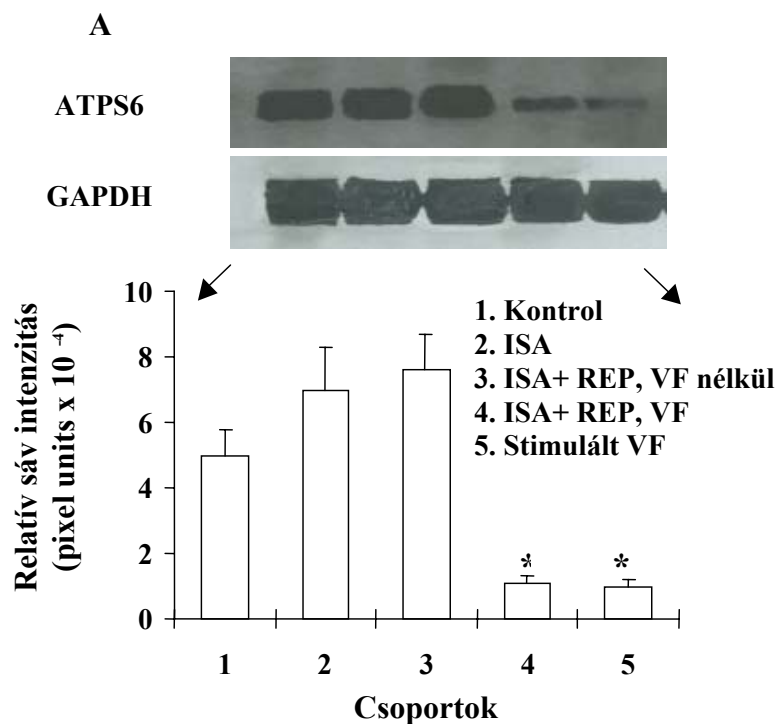 A
ATPS6
GAPDH
Relatív sáv intenzitás
(pixel units x 10 -4)
10
8
6
4
2
0
1. Kontrol
2. ISA
3. ISA+ REP, VF nélkül
4. ISA+ REP, VF
5. Stimulált VF
* *
1 2 3 4 5
Csoportok